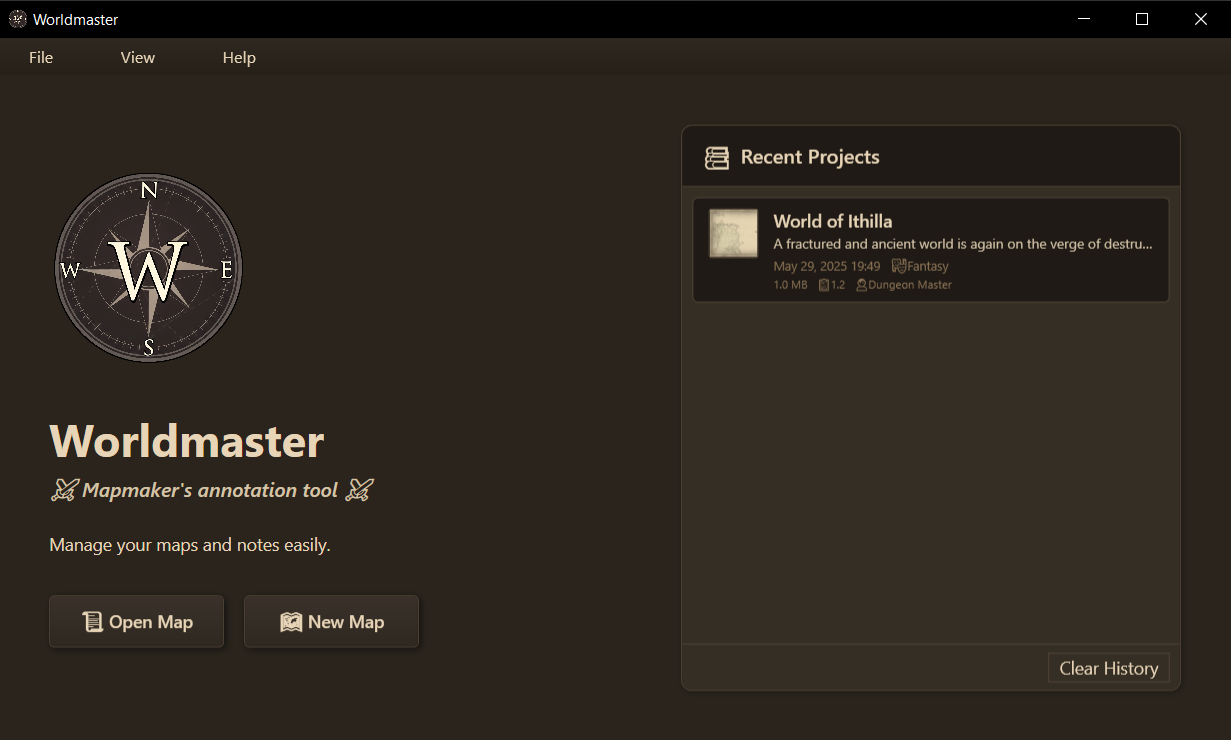 Worldmaster
File View Help
N
W W E
S
Worldmaster
Mapmaker's annotation tool
Manage your maps and notes easily.
Open Map New Map
Recent Projects
World of Ithilla
A fractured and ancient world is again on the verge of destru...
May 29, 2025 19:49 Fantasy
1.0 MB 1.2 Dungeon Master
Clear History